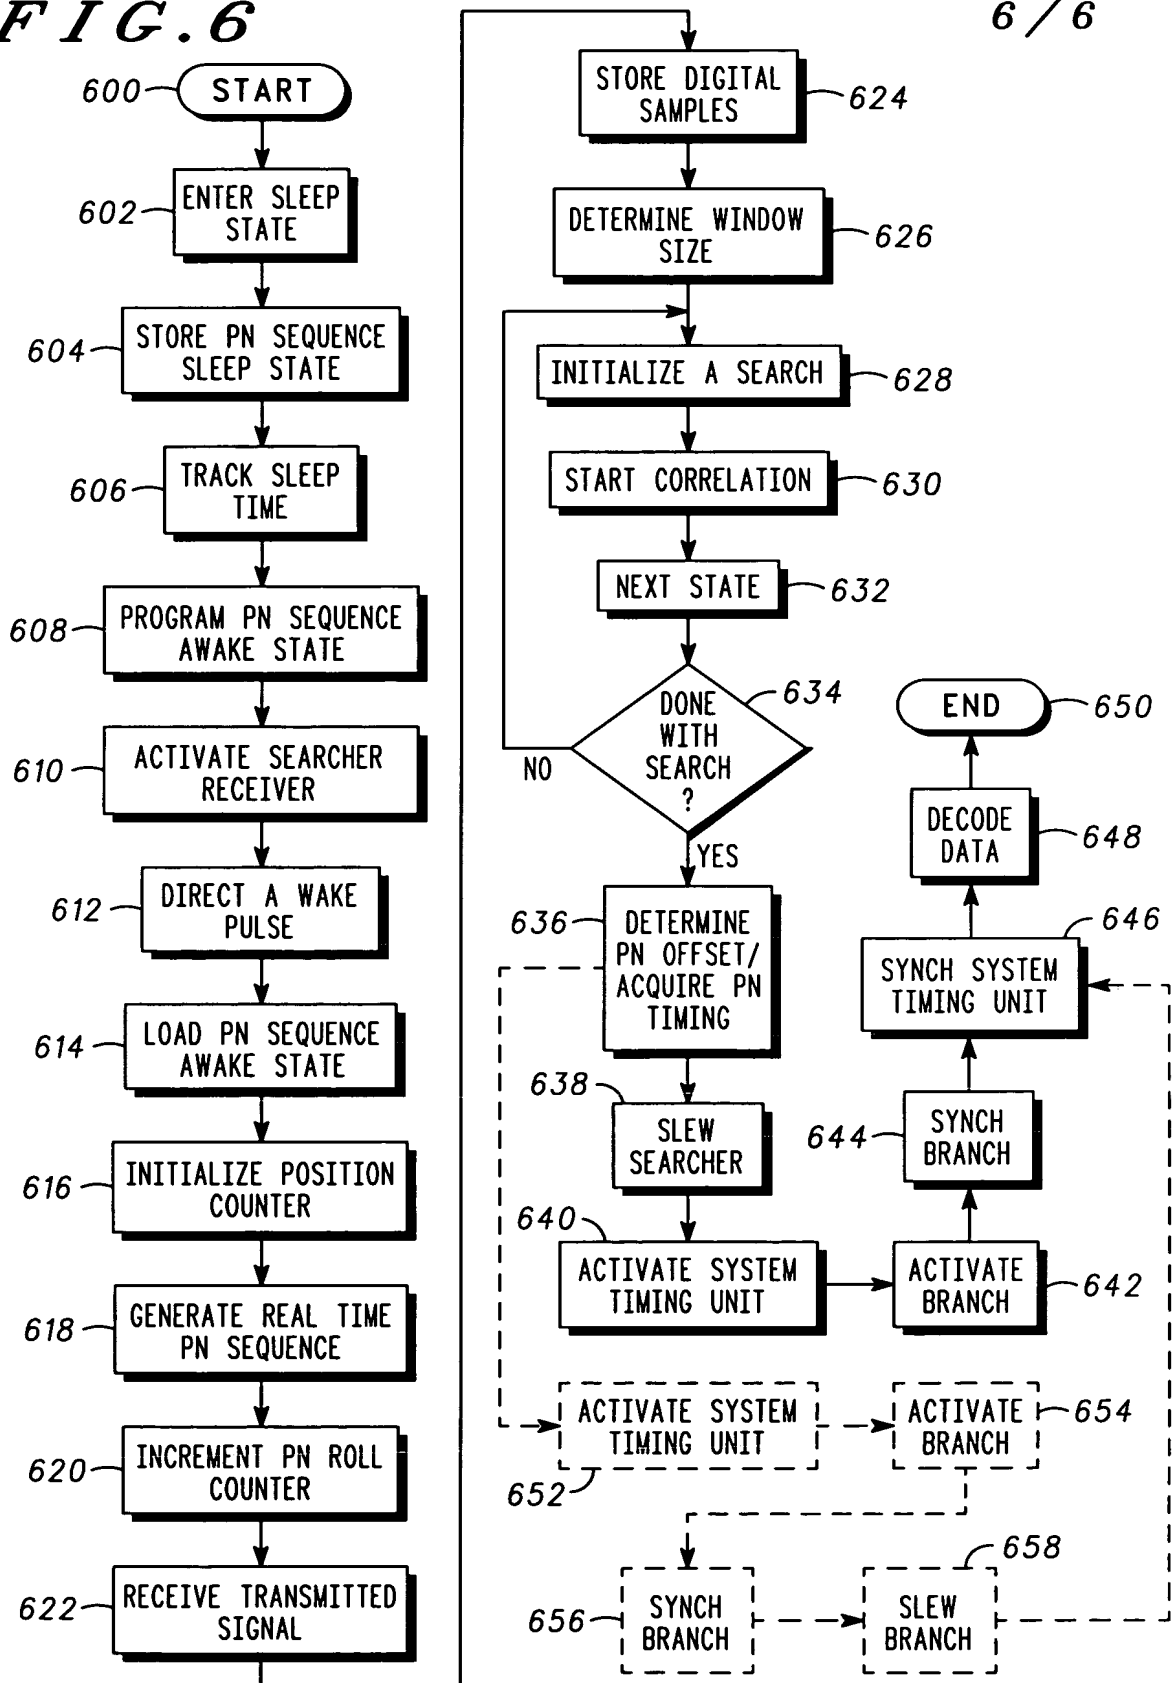 FIG.6
6/6
600
START
602
ENTER SLEEP
STATE
604
STORE PN SEQUENCE
SLEEP STATE
606
TRACK SLEEP
TIME
608
PROGRAM PN SEQUENCE
AWAKE STATE
610
ACTIVATE SEARCHER
RECEIVER
612
DIRECT A WAKE
PULSE
614
LOAD PN SEQUENCE
AWAKE STATE
616
INITIALIZE POSITION
COUNTER
618
GENERATE REAL TIME
PN SEQUENCE
620
INCREMENT PN ROLL
COUNTER
622
RECEIVE TRANSMITTED
SIGNAL
STORE DIGITAL
SAMPLES
624
DETERMINE WINDOW
SIZE
626
INITIALIZE A SEARCH
628
START CORRELATION
630
NEXT STATE
632
DONE
WITH
SEARCH
?
634
NO
YES
636
DETERMINE
PN OFFSET/
ACQUIRE PN
TIMING
638
SLEW
SEARCHER
640
ACTIVATE SYSTEM
TIMING UNIT
ACTIVATE
BRANCH
642
644
SYNCH
BRANCH
646
SYNCH SYSTEM
TIMING UNIT
DECODE
DATA
648
END
650
ACTIVATE SYSTEM
TIMING UNIT
652
ACTIVATE
BRANCH
654
656
SYNCH
BRANCH
658
SLEW
BRANCH